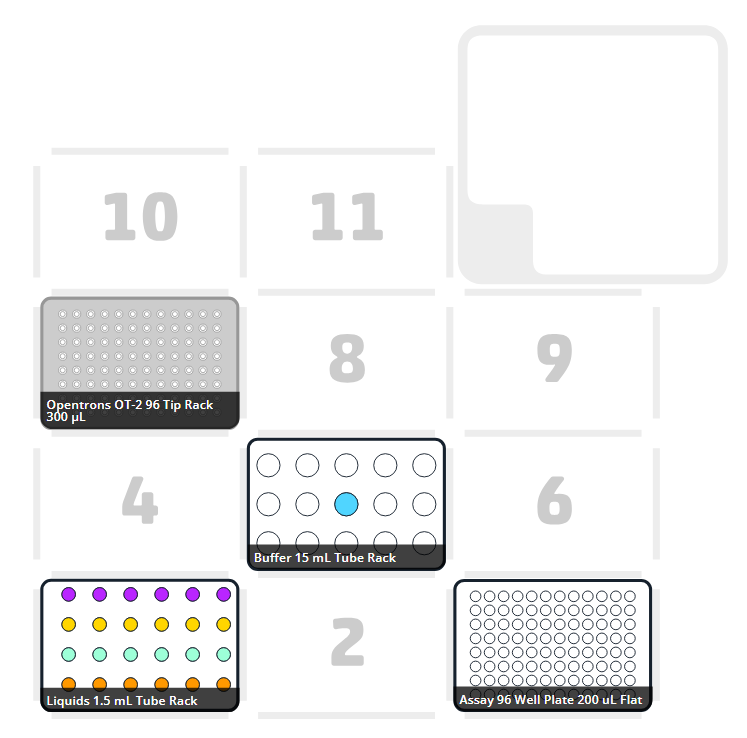 10
11
Opentrons OT-2 96 Tip Rack
300 µL
8
9
4
Buffer 15 mL Tube Rack
6
Liquids 1.5 mL Tube Rack
2
Assay 96 Well Plate 200 uL Flat